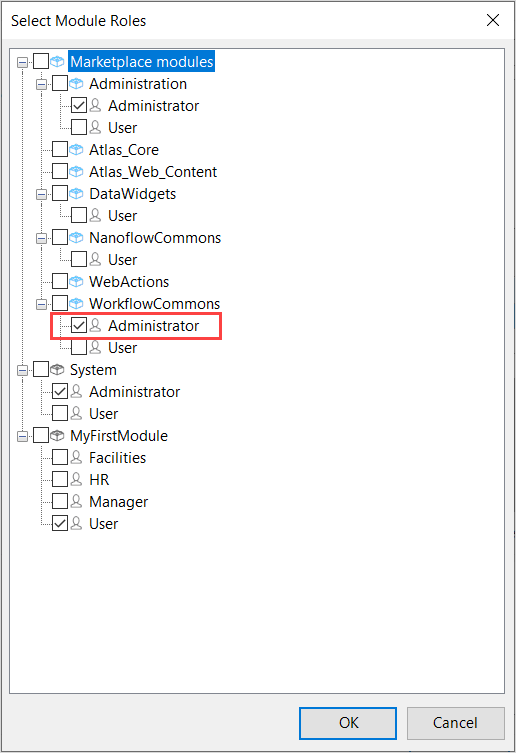 Select Module Roles
Marketplace modules
Administration
Administrator
User
Atlas_Core
Atlas_Web_Content
DataWidgets
User
NanoflowCommons
User
WebActions
WorkflowCommons
Administrator
User
System
Administrator
User
MyFirstModule
Facilities
HR
Manager
User
OK
Cancel